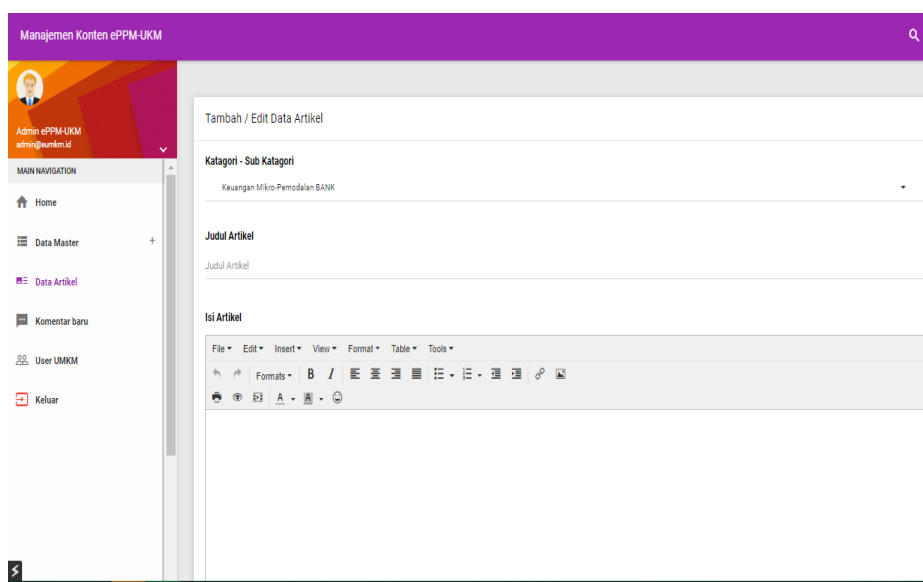 Manajemen Konten ePPM-UKM
Admin ePPM-UKM
admin@eumkm.id
MAIN NAVIGATION
Home
Data Master +
Data Artikel
Komentar baru
User UMKM
Keluar
Tambah / Edit Data Artikel
Katagori - Sub Katagori
Keuangan Mikro-Pemodalan BANK
Judul Artikel
Judul Artikel
Isi Artikel
File Edit Insert View Format Table Tools
Formats B I
A A